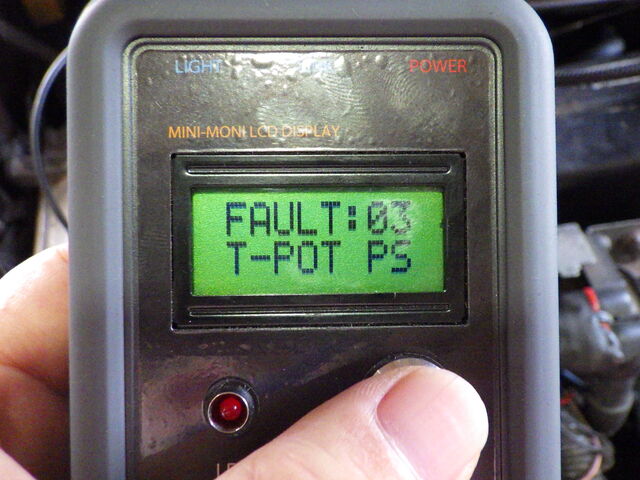 LIGHT POWER
MINI-MONI LCD DISPLAY
FAULT:03
T-POT PS